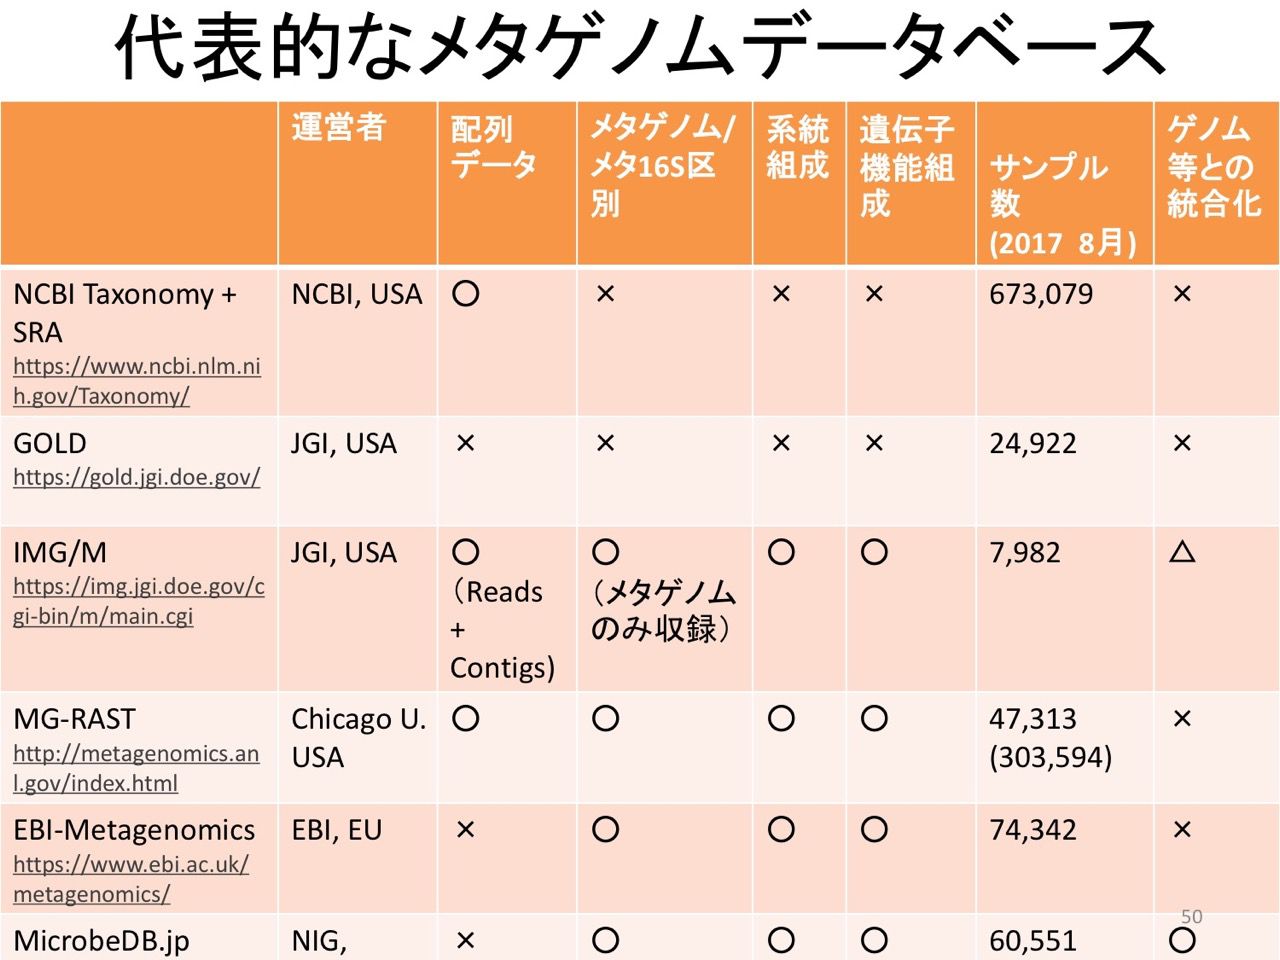 代表的なメタゲノムデータベース
運営者
配列
データ
メタゲノム/
メタ16S区
別
系統
組成
遺伝子
機能組
成
サンプル
数
(2017 8月)
ゲノム
等との
統合化
NCBI Taxonomy +
SRA
https://www.ncbi.nlm.ni
h.gov/Taxonomy/
NCBI, USA
○
×
×
×
673,079
×
GOLD
https://gold.jgi.doe.gov/
JGI, USA
×
×
×
×
24,922
×
IMG/M
https://img.jgi.doe.gov/c
gi-bin/m/main.cgi
JGI, USA
○
（Reads
+
Contigs)
○
（メタゲノム
のみ収録）
○
○
7,982
△
MG-RAST
http://metagenomics.an
l.gov/index.html
Chicago U.
USA
○
○
○
○
47,313
(303,594)
×
EBI-Metagenomics
https://www.ebi.ac.uk/
metagenomics/
EBI, EU
×
○
○
○
74,342
×
MicrobeDB.jp
NIG,
×
○
○
○
60,551
○
50